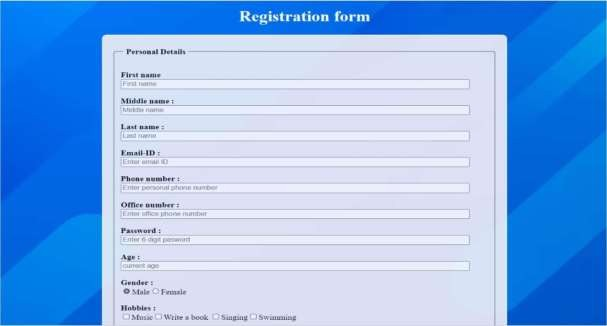 Registration form
Personal Details
First name
First name
Middle name :
Middle name
Last name :
Last name
Email-ID :
Enter email ID
Phone number :
Enter personal phone number
Office number :
Enter office phone number
Password :
Enter 6-digit password
Age :
current age
Gender :
Male Female
Hobbies :
Music Write a book Singing Swimming